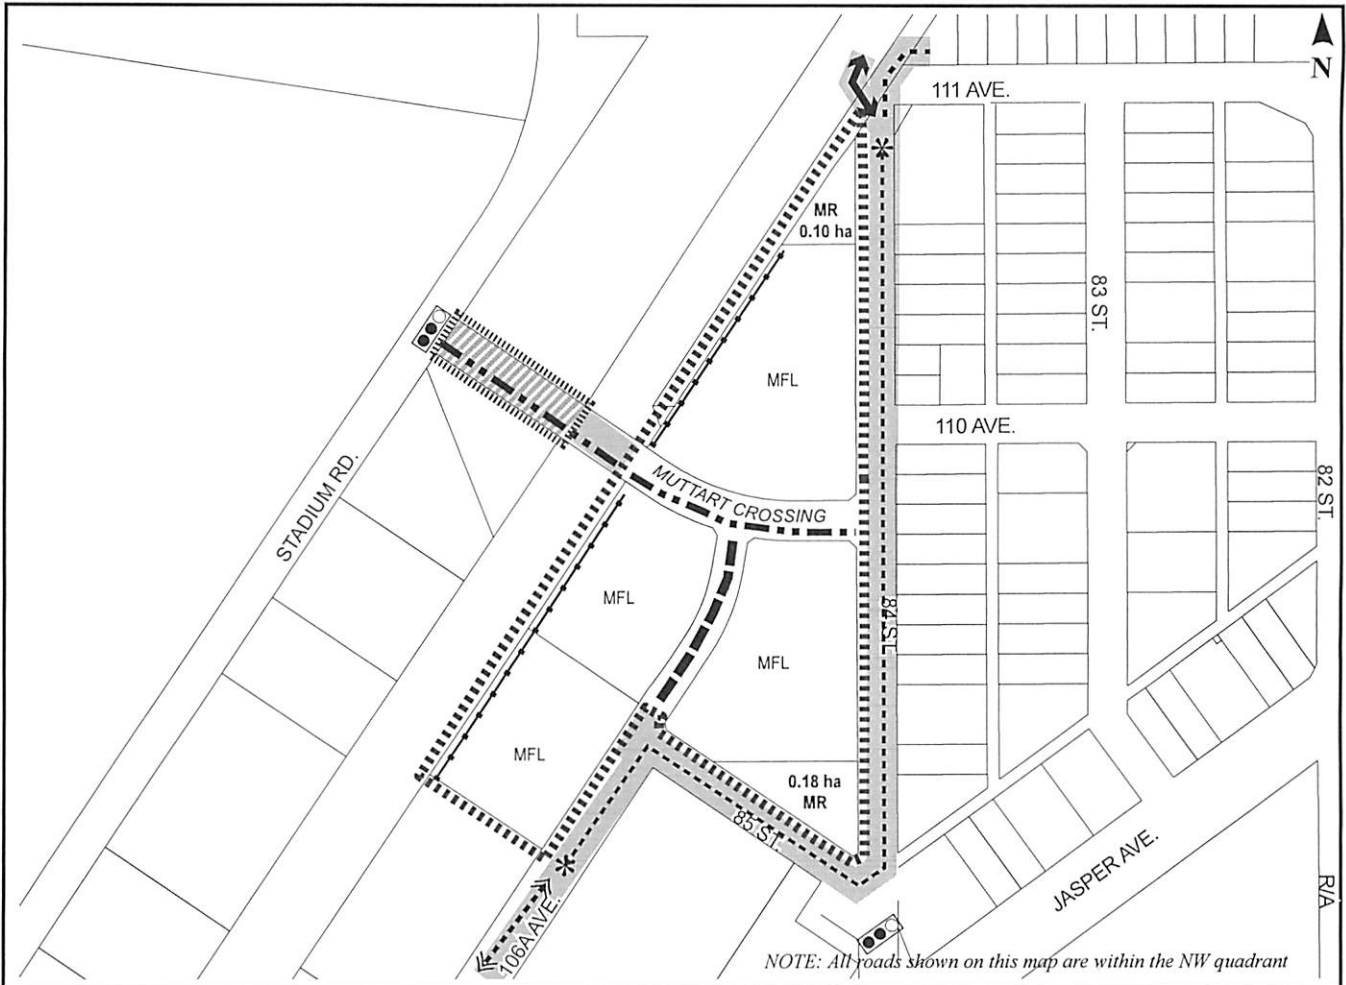 N
111 AVE.
MR
0.10 ha
83 ST.
MFL
110 AVE.
MUTTART CROSSING
STADIUM RD.
82 ST.
MFL
84 ST.
MFL
MFL
0.18 ha
MR
85 ST.
JASPER AVE.
R/A
106A AVE.
NOTE: All roads shown on this map are within the NW quadrant